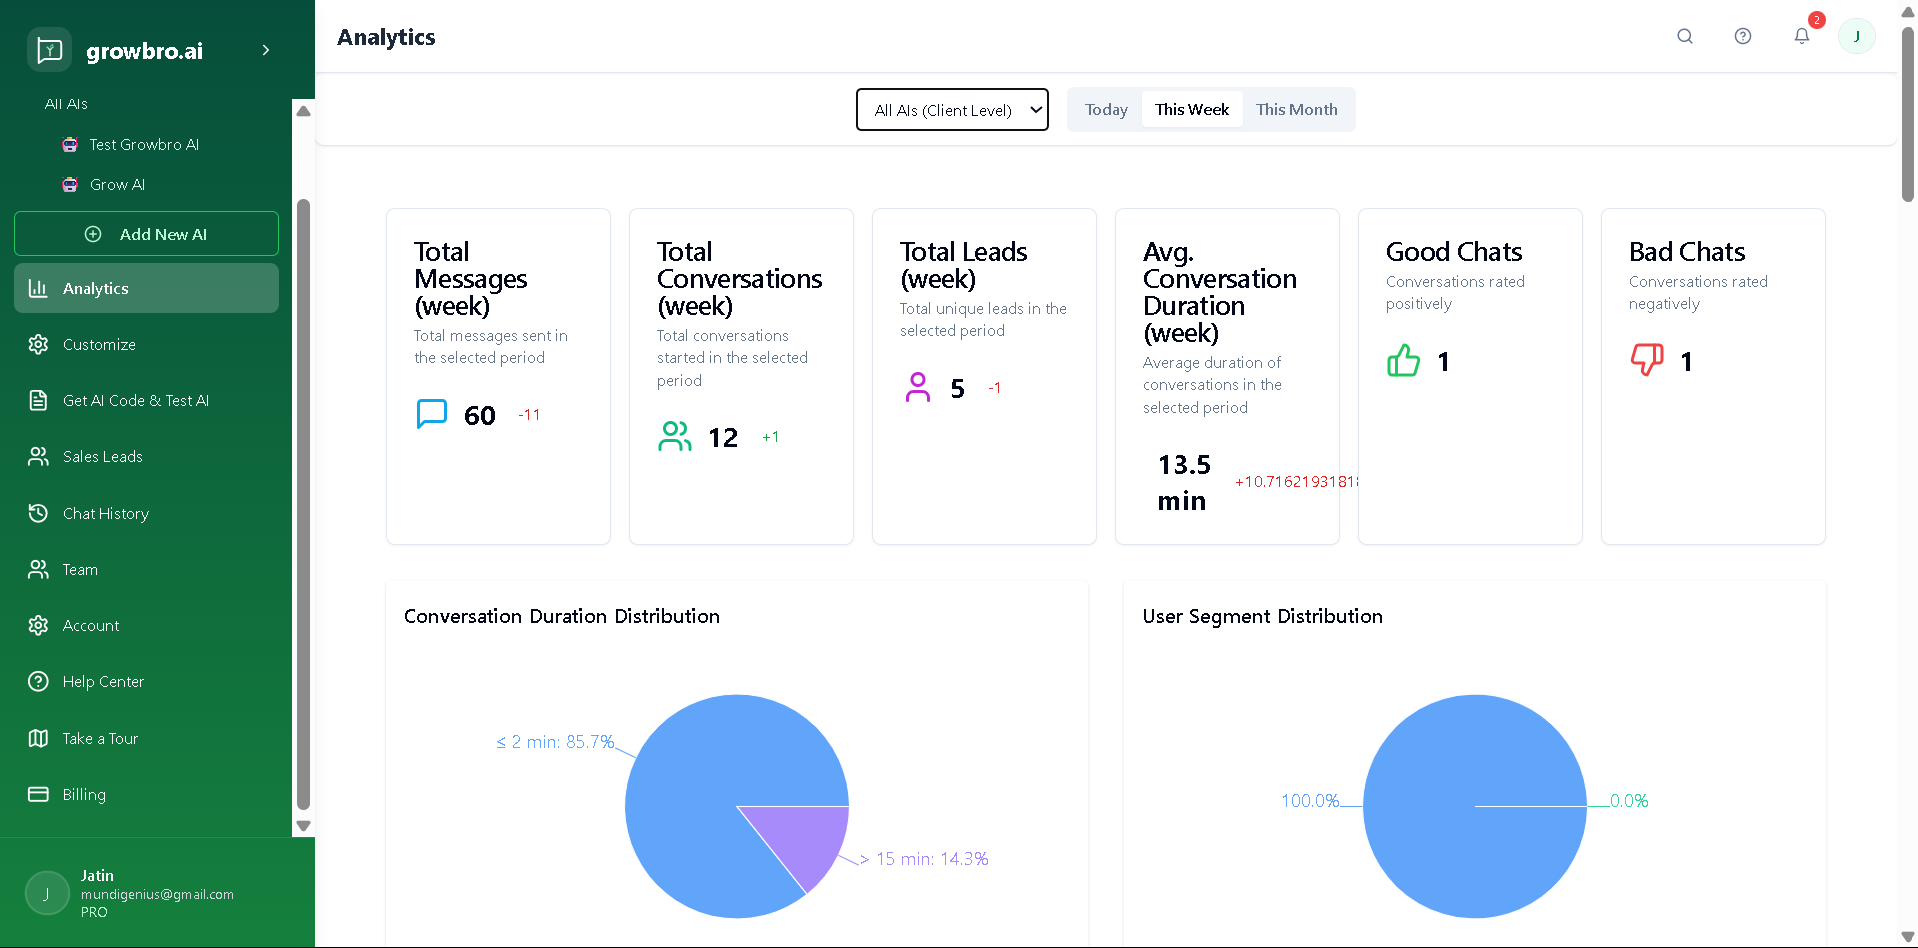 growbro.ai
All AIs
Test Growbro AI
Grow AI
Add New AI
Analytics
Customize
Get AI Code & Test AI
Sales Leads
Chat History
Team
Account
Help Center
Take a Tour
Billing
J
Jatin
mundigenius@gmail.com
PRO
Analytics
2
J
All AIs (Client Level)
Today
This Week
This Month
Total
Messages
(week)
Total messages sent in
the selected period
60 -11
Total
Conversations
(week)
Total conversations
started in the selected
period
12 +1
Total Leads
(week)
Total unique leads in the
selected period
5 -1
Avg.
Conversation
Duration
(week)
Average duration of
conversations in the
selected period
13.5
min
+10.7162193181
Good Chats
Conversations rated
positively
1
Bad Chats
Conversations rated
negatively
1
Conversation Duration Distribution
≤ 2 min: 85.7%
> 15 min: 14.3%
User Segment Distribution
100.0%
0.0%